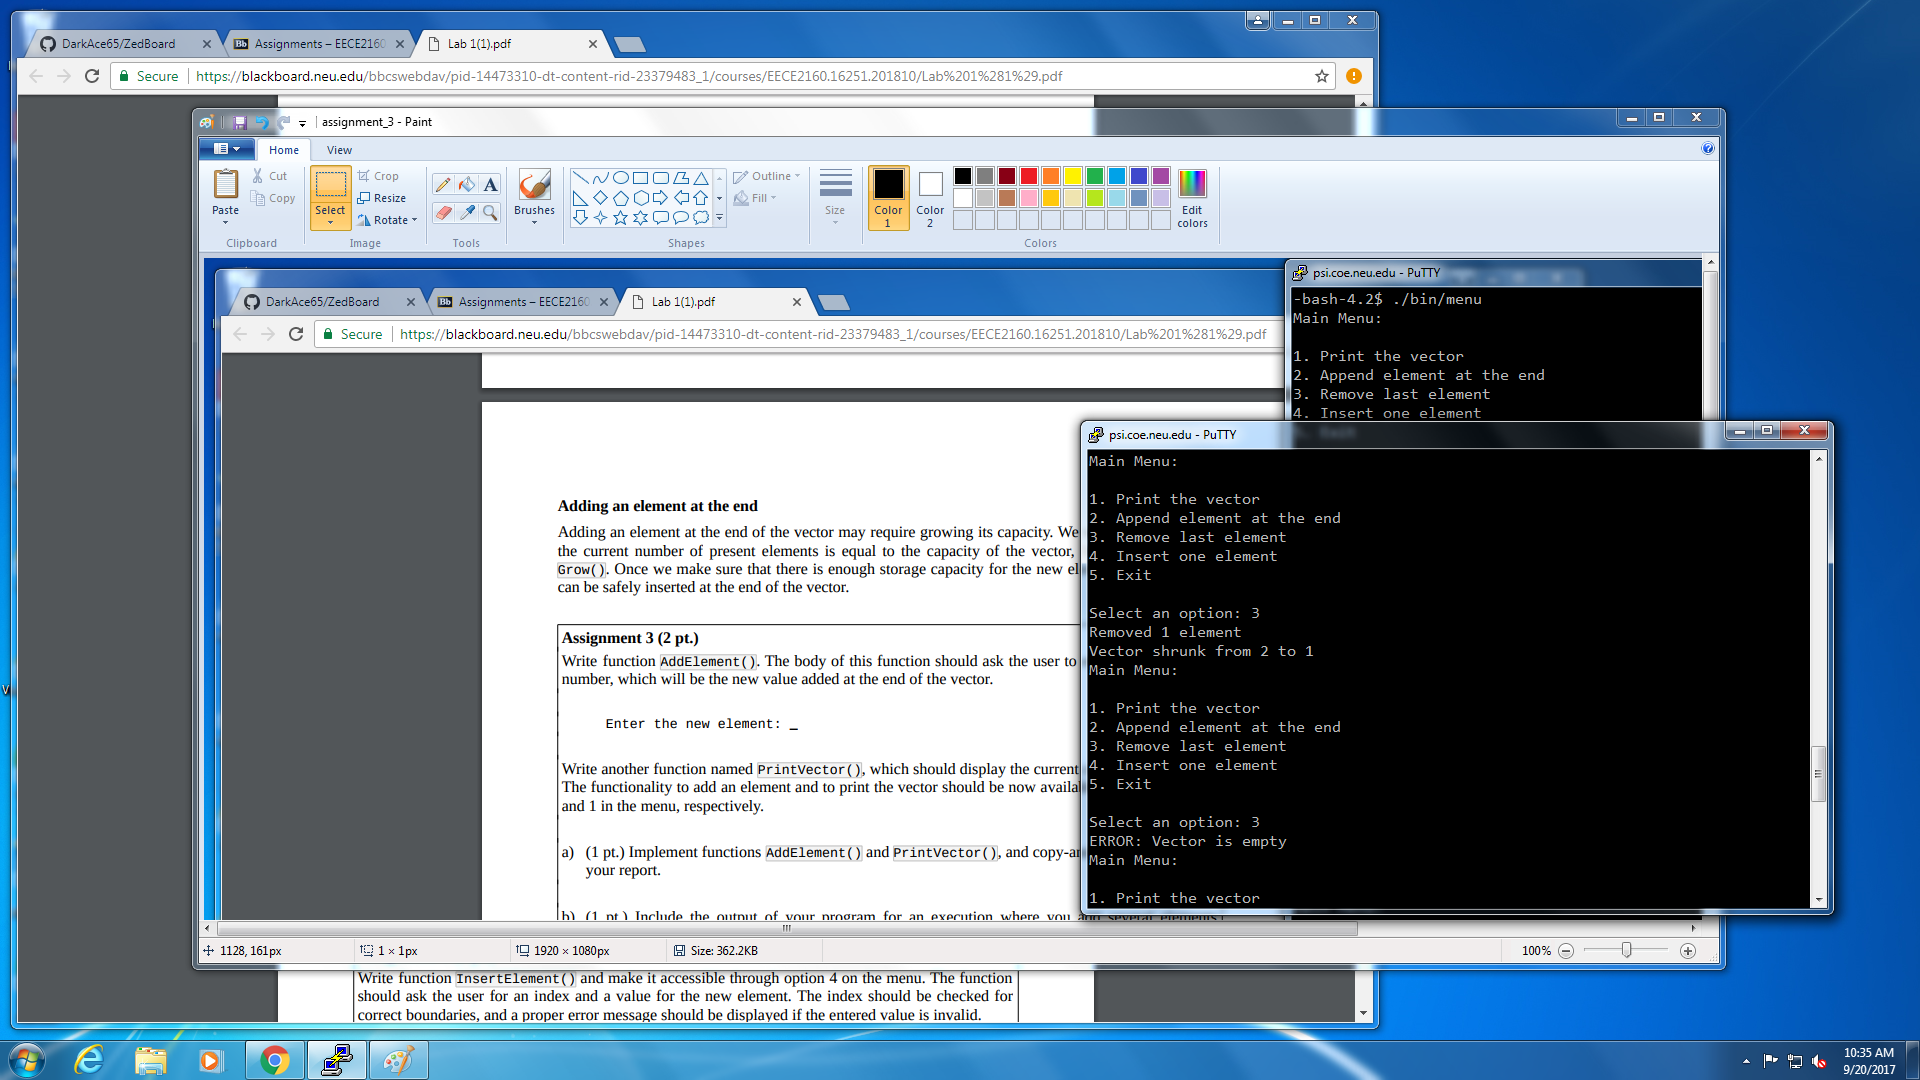 DarkAce65/ZedBoard
Assignments – EECE2160
Lab 1(1).pdf
Secure
https://blackboard.neu.edu/bbcswebdav/pid-14473310-dt-content-rid-23379483_1/courses/EECE2160.16251.201810/Lab%201%281%29.pdf
assignment_3 - Paint
Home
View
Paste
Cut
Copy
Clipboard
Select
Crop
Resize
Rotate
Image
Tools
Brushes
Shapes
Outline
Fill
Size
Color 1
Color 2
Colors
Edit colors
DarkAce65/ZedBoard
Assignments – EECE2160
Lab 1(1).pdf
Secure
https://blackboard.neu.edu/bbcswebdav/pid-14473310-dt-content-rid-23379483_1/courses/EECE2160.16251.201810/Lab%201%281%29.pdf
Adding an element at the end
Adding an element at the end of the vector may require growing its capacity. We
the current number of present elements is equal to the capacity of the vector,
Grow(). Once we make sure that there is enough storage capacity for the new el
can be safely inserted at the end of the vector.
Assignment 3 (2 pt.)
Write function AddElement(). The body of this function should ask the user to
number, which will be the new value added at the end of the vector.
Enter the new element: _
Write another function named PrintVector(), which should display the current
The functionality to add an element and to print the vector should be now availa
and 1 in the menu, respectively.
a) (1 pt.) Implement functions AddElement() and PrintVector(), and copy-a
your report.
b) (1 pt.) Include the output of your program for an execution where you add several elements
psi.coe.neu.edu - PuTTY
-bash-4.2$ ./bin/menu
Main Menu:
1. Print the vector
2. Append element at the end
3. Remove last element
4. Insert one element
psi.coe.neu.edu - PuTTY
Main Menu:
1. Print the vector
2. Append element at the end
3. Remove last element
4. Insert one element
5. Exit
Select an option: 3
Removed 1 element
Vector shrunk from 2 to 1
Main Menu:
1. Print the vector
2. Append element at the end
3. Remove last element
4. Insert one element
5. Exit
Select an option: 3
ERROR: Vector is empty
Main Menu:
1. Print the vector
1128, 161px
1 × 1px
1920 × 1080px
Size: 362.2KB
100%
Write function InsertElement() and make it accessible through option 4 on the menu. The function
should ask the user for an index and a value for the new element. The index should be checked for
correct boundaries, and a proper error message should be displayed if the entered value is invalid.
10:35 AM
9/20/2017